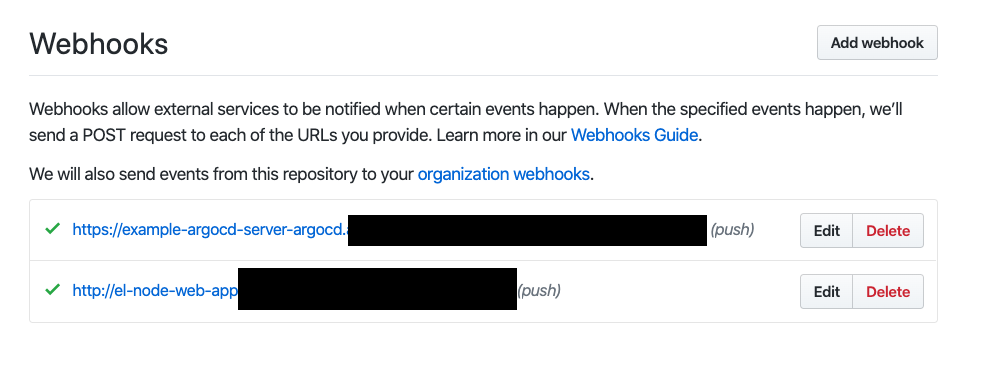 Webhooks
Add webhook
Webhooks allow external services to be notified when certain events happen. When the specified events happen, we’ll
send a POST request to each of the URLs you provide. Learn more in our Webhooks Guide.
We will also send events from this repository to your organization webhooks.
https://example-argocd-server-argocd. (push) Edit Delete
http://el-node-web-app (push) Edit Delete